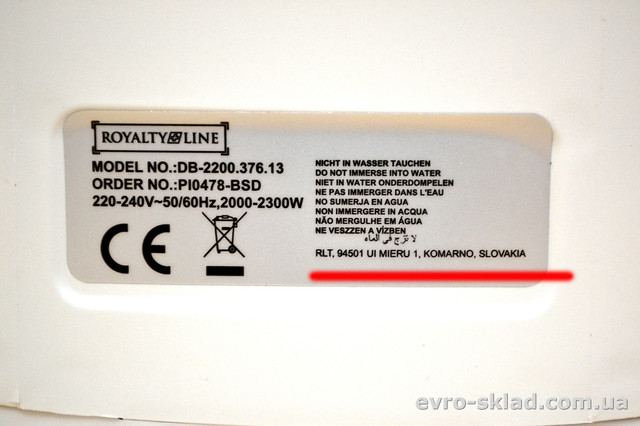 ROYALTY LINE
MODEL NO.:DB-2200.376.13
ORDER NO.:PI0478-BSD
220-240V~50/60Hz,2000-2300W
CE
NICHT IN WASSER TAUCHEN
DO NOT IMMERSE INTO WATER
NIET IN WATER ONDERDOMPELEN
NE PAS IMMERGER DANS L'EAU
NO SUMERJA EN AGUA
NON IMMERGERE IN ACQUA
NÃO MERGULHE EM ÁGUA
NE VESZZEN A VÍZBEN
لا تزج في الماه
RLT, 94501 UI MIERU 1, KOMARNO, SLOVAKIA
evro-sklad.com.ua